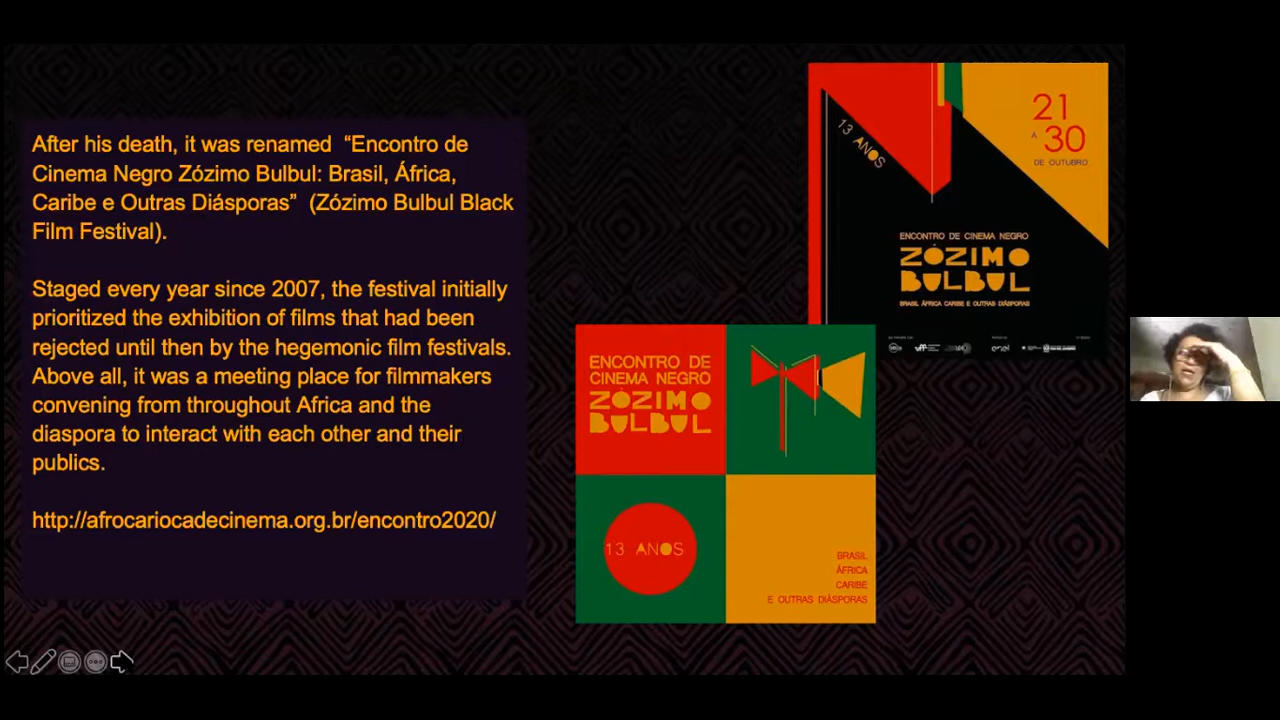 After his death, it was renamed “Encontro de
Cinema Negro Zózimo Bulbul: Brasil, África,
Caribe e Outras Diásporas” (Zózimo Bulbul Black
Film Festival).
Staged every year since 2007, the festival initially
prioritized the exhibition of films that had been
rejected until then by the hegemonic film festivals.
Above all, it was a meeting place for filmmakers
convening from throughout Africa and the
diaspora to interact with each other and their
publics.
http://afrocariocadecinema.org.br/encontro2020/
13 ANOS
21
A
30
DE OUTUBRO
ENCONTRO DE CINEMA NEGRO
ZÓZIMO
BULBUL
BRASIL ÁFRICA CARIBE E OUTRAS DIÁSPORAS
enel
ENCONTRO DE
CINEMA NEGRO
ZÓZIMO
BULBUL
13 ANOS
BRASIL
ÁFRICA
CARIBE
E OUTRAS DIÁSPORAS